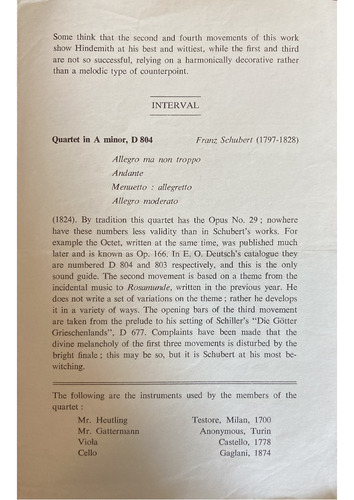 Some think that the second and fourth movements of this work
show Hindemith at his best and wittiest, while the first and third
are not so successful, relying on a harmonically decorative rather
than a melodic type of counterpoint.
INTERVAL
Quartet in A minor, D 804 Franz Schubert (1797-1828)
Allegro ma non troppo
Andante
Menuetto : allegretto
Allegro moderato
(1824). By tradition this quartet has the Opus No. 29 ; nowhere
have these numbers less validity than in Schubert's works. For
example the Octet, written at the same time, was published much
later and is known as Op. 166. In E. O. Deutsch's catalogue they
are numbered D 804 and 803 respectively, and this is the only
sound guide. The second movement is based on a theme from the
incidental music to Rosamunde, written in the previous year. He
does not write a set of variations on the theme ; rather he develops
it in a variety of ways. The opening bars of the third movement
are taken from the prelude to his setting of Schiller's "Die Götter
Grieschenlands", D 677. Complaints have been made that the
divine melancholy of the first three movements is disturbed by the
bright finale ; this may be so, but it is Schubert at his most be-
witching.
The following are the instruments used by the members of the
quartet :
Mr. Heutling Testore, Milan, 1700
Mr. Gattermann Anonymous, Turin
Viola Castello, 1778
Cello Gaglani, 1874